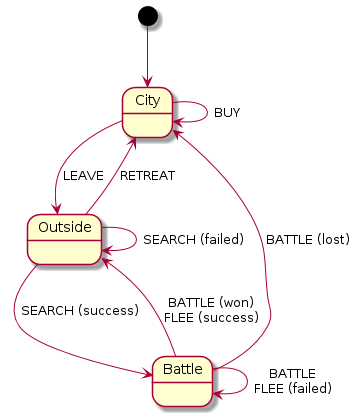 City
BUY
LEAVE
RETREAT
Outside
SEARCH (failed)
BATTLE (lost)
SEARCH (success)
BATTLE (won)
FLEE (success)
Battle
BATTLE
FLEE (failed)